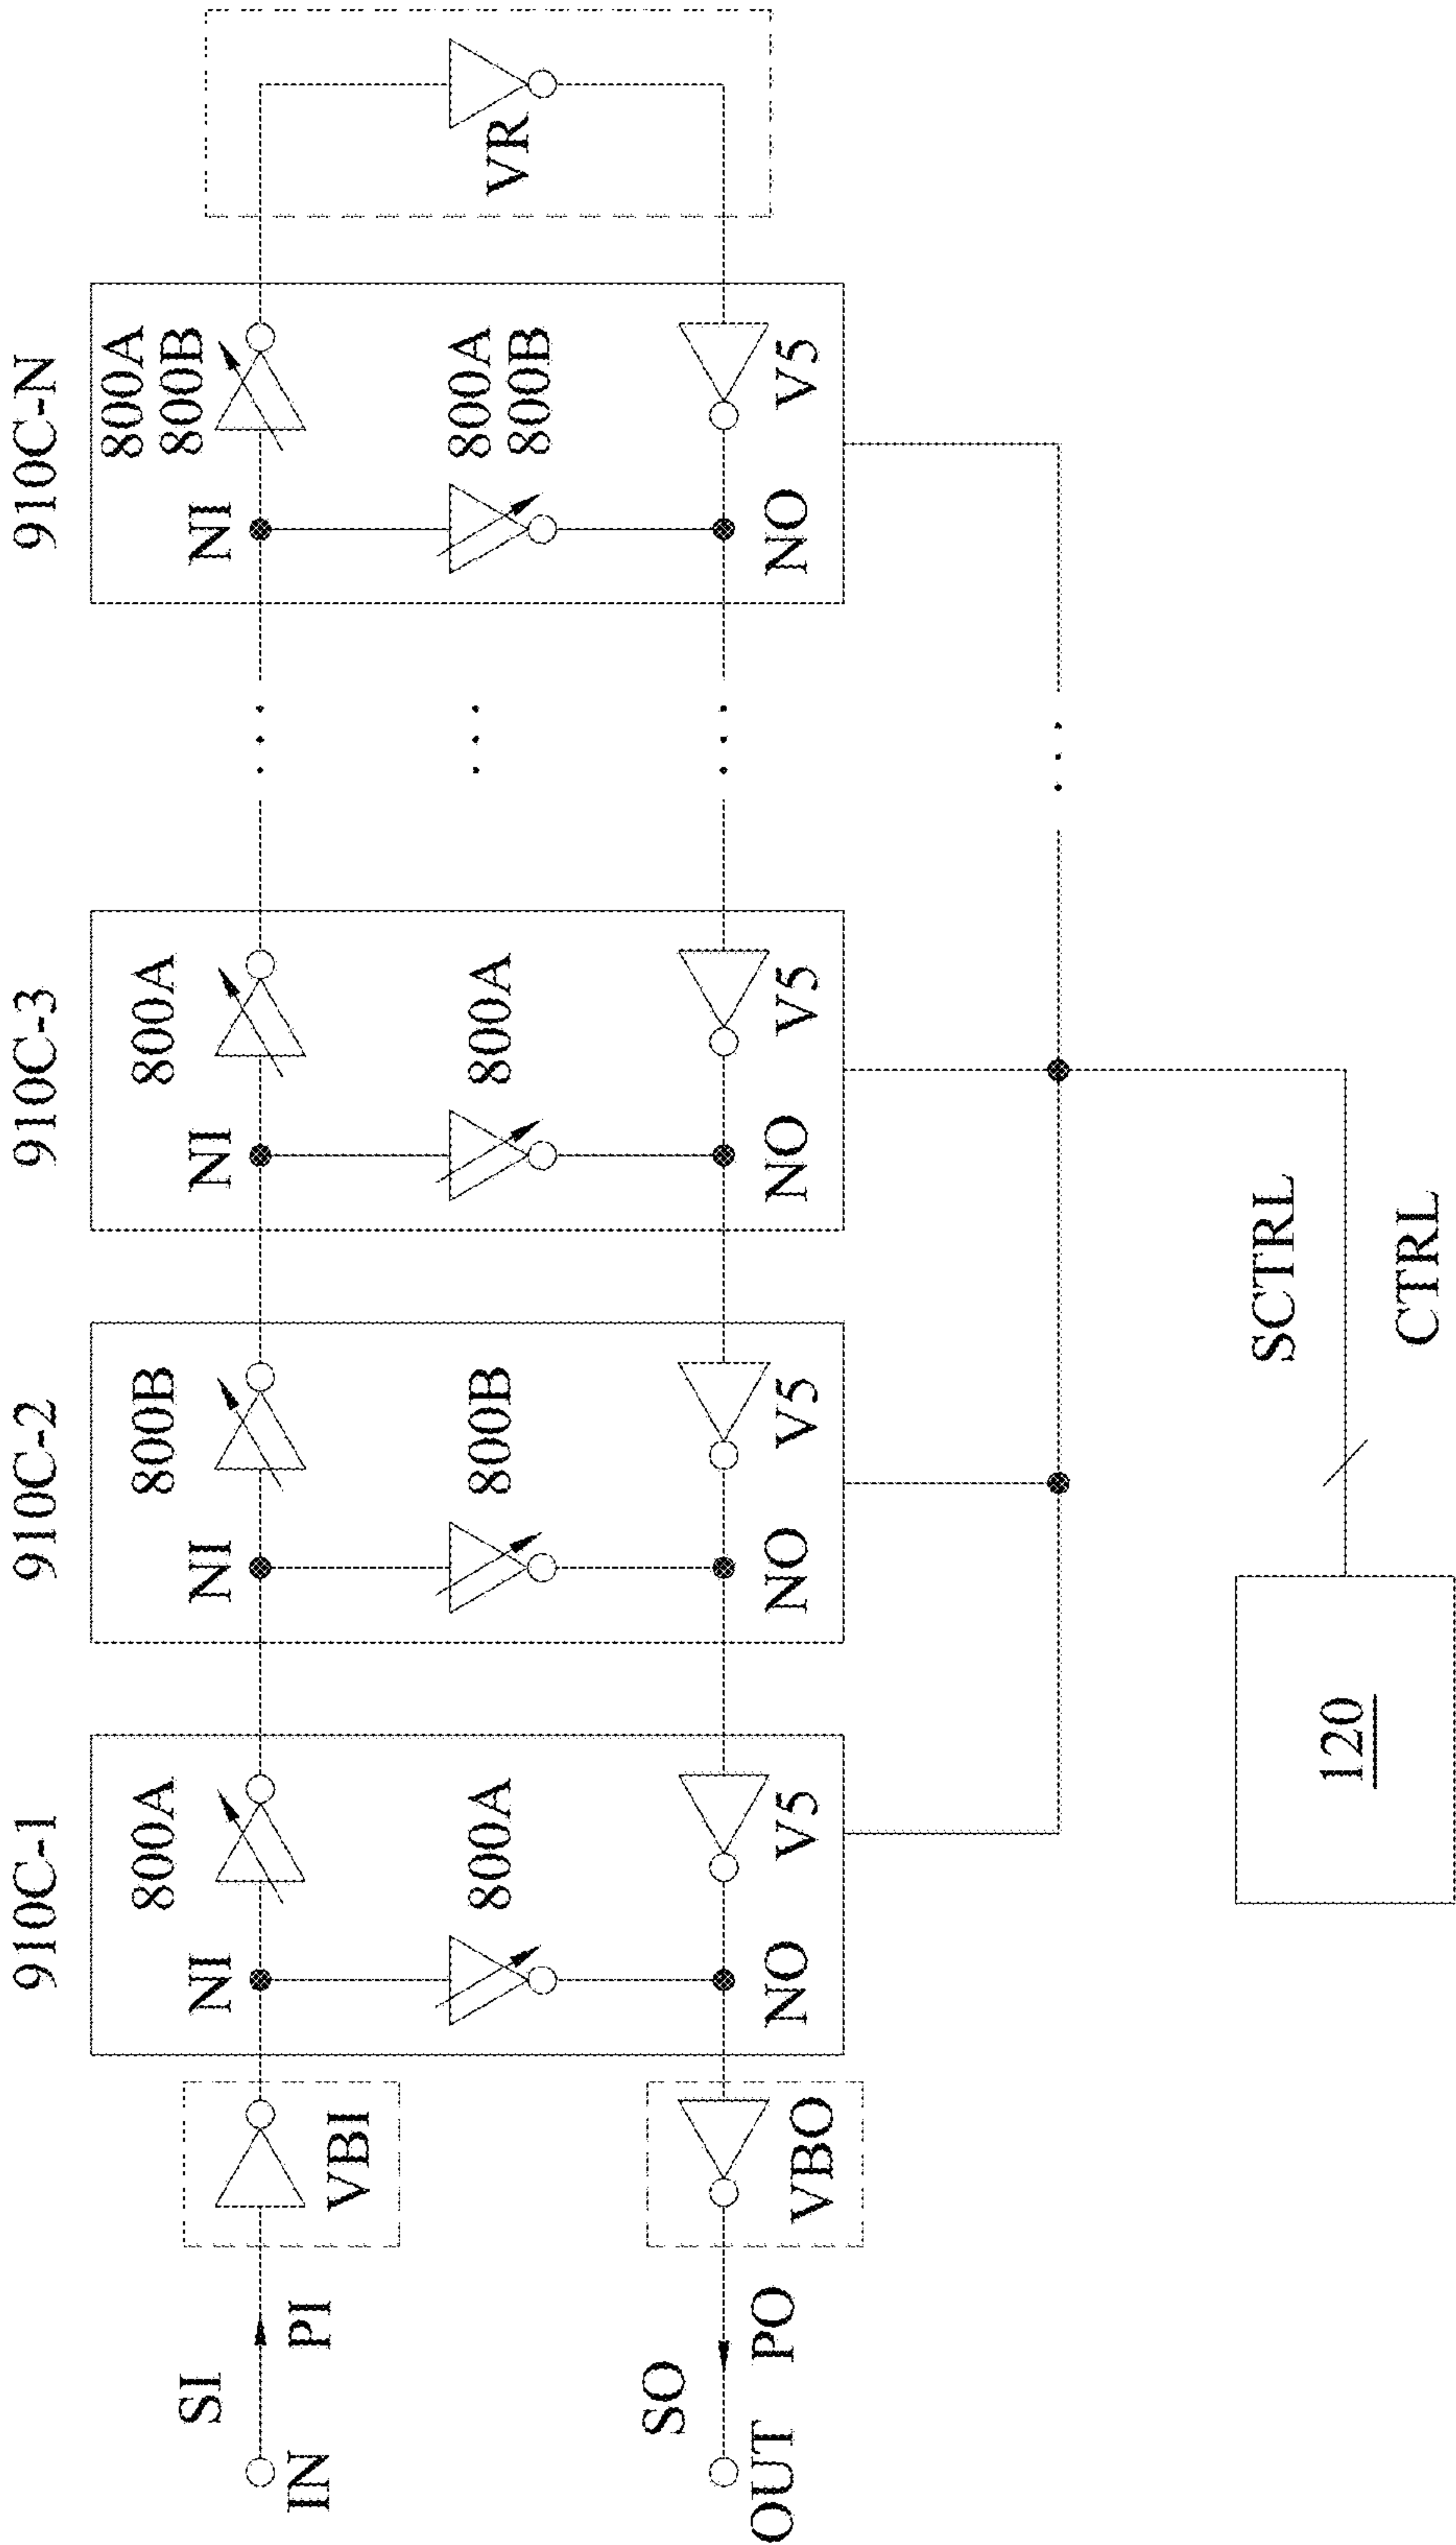 910C-1
910C-2
910C-3
910C-N
800A
800B
800A
800A
800B
NI
NI
NI
NI
SI
IN
PI
VBI
800A
800B
800A
800A
800B
VR
V5
V5
V5
V5
NO
NO
NO
NO
SO
OUT
PO
VBO
SCTRL
CTRL
120